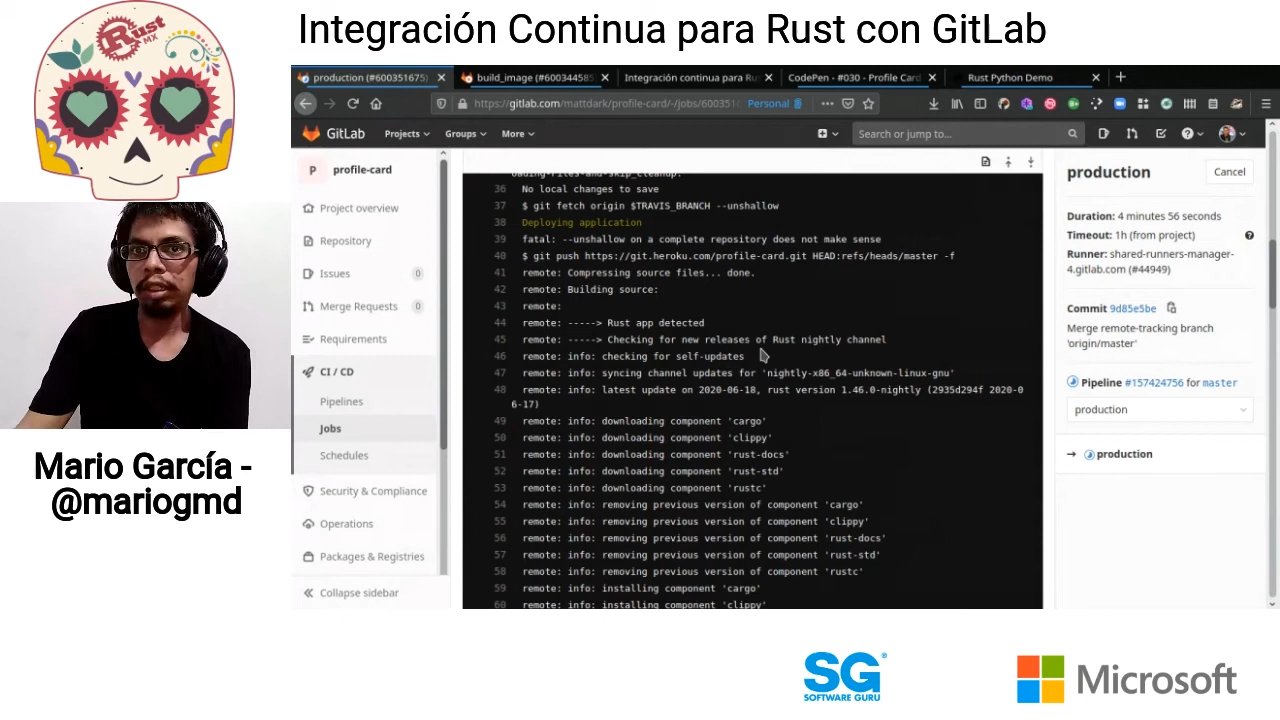 Rust
MX
Integración Continua para Rust con GitLab
production (#600351675)
build_image (#600344585
Integración continua para Ru
CodePen - #030 - Profile Card
Rust Python Demo
https://gitlab.com/mattdark/profile-card/-/jobs/600351
Personal
GitLab
Projects
Groups
More
Search or jump to...
P
profile-card
Project overview
Repository
Issues 0
Merge Requests 0
Requirements
CI / CD
Pipelines
Jobs
Schedules
Security & Compliance
Operations
Packages & Registries
Collapse sidebar
oading-files-and-skip_cleanup.
36 No local changes to save
37 $ git fetch origin $TRAVIS_BRANCH --unshallow
38 Deploying application
39 fatal: --unshallow on a complete repository does not make sense
40 $ git push https://git.heroku.com/profile-card.git HEAD:refs/heads/master -f
41 remote: Compressing source files... done.
42 remote: Building source:
43 remote:
44 remote: -----> Rust app detected
45 remote: -----> Checking for new releases of Rust nightly channel
46 remote: info: checking for self-updates
47 remote: info: syncing channel updates for 'nightly-x86_64-unknown-linux-gnu'
48 remote: info: latest update on 2020-06-18, rust version 1.46.0-nightly (2935d294f 2020-0
6-17)
49 remote: info: downloading component 'cargo'
50 remote: info: downloading component 'clippy'
51 remote: info: downloading component 'rust-docs'
52 remote: info: downloading component 'rust-std'
53 remote: info: downloading component 'rustc'
54 remote: info: removing previous version of component 'cargo'
55 remote: info: removing previous version of component 'clippy'
56 remote: info: removing previous version of component 'rust-docs'
57 remote: info: removing previous version of component 'rust-std'
58 remote: info: removing previous version of component 'rustc'
59 remote: info: installing component 'cargo'
60 remote: info: installing component 'clippy'
production
Cancel
Duration: 4 minutes 56 seconds
Timeout: 1h (from project)
Runner: shared-runners-manager-
4.gitlab.com (#44949)
Commit 9d85e5be
Merge remote-tracking branch
'origin/master'
Pipeline #157424756 for master
production
→ production
Mario García -
@mariogmd
SG
SOFTWARE GURU
Microsoft